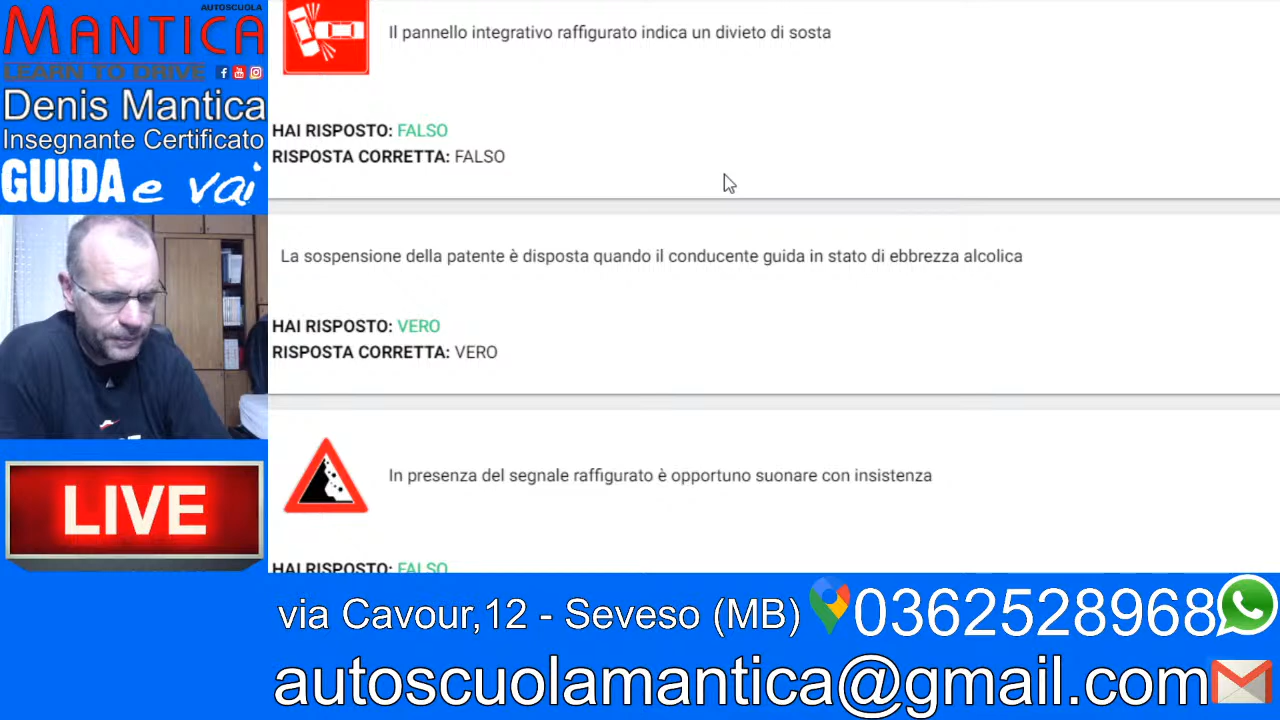 AUTOSCUOLA
MANTICA
LEARN TO DRIVE
Denis Mantica
Insegnante Certificato
GUIDA e vai
LIVE
Il pannello integrativo raffigurato indica un divieto di sosta
HAI RISPOSTO: FALSO
RISPOSTA CORRETTA: FALSO
La sospensione della patente è disposta quando il conducente guida in stato di ebbrezza alcolica
HAI RISPOSTO: VERO
RISPOSTA CORRETTA: VERO
In presenza del segnale raffigurato è opportuno suonare con insistenza
HAI RISPOSTO: FALSO
via Cavour,12 - Seveso (MB) 0362528968
autoscuolamantica@gmail.com